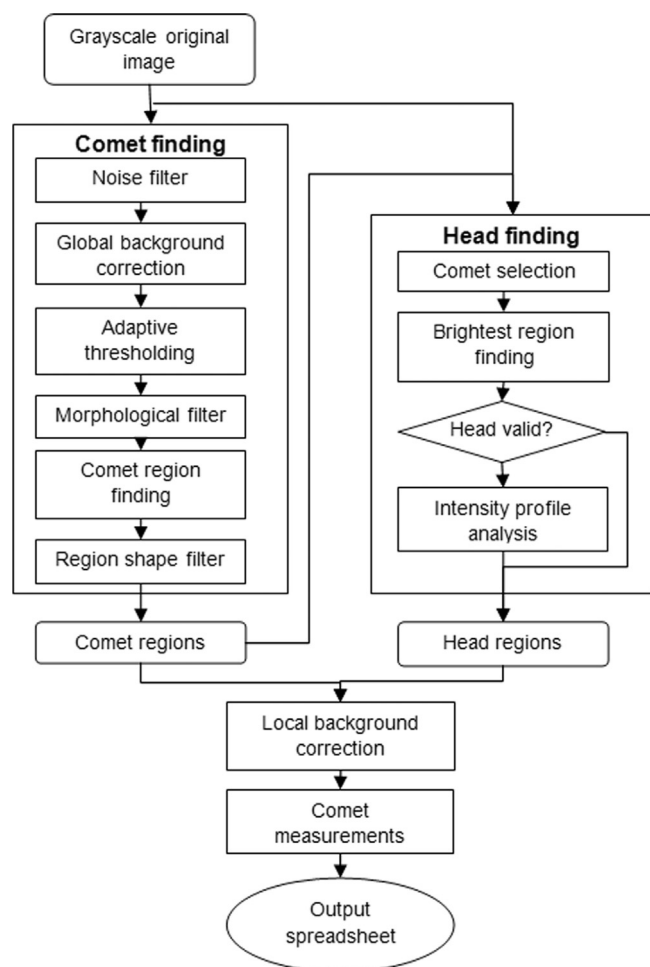 Grayscale original
image
Comet finding
Noise filter
Global background
correction
Adaptive
thresholding
Morphological filter
Comet region
finding
Region shape filter
Comet regions
Head finding
Comet selection
Brightest region
finding
Head valid?
Intensity profile
analysis
Head regions
Local background
correction
Comet
measurements
Output
spreadsheet